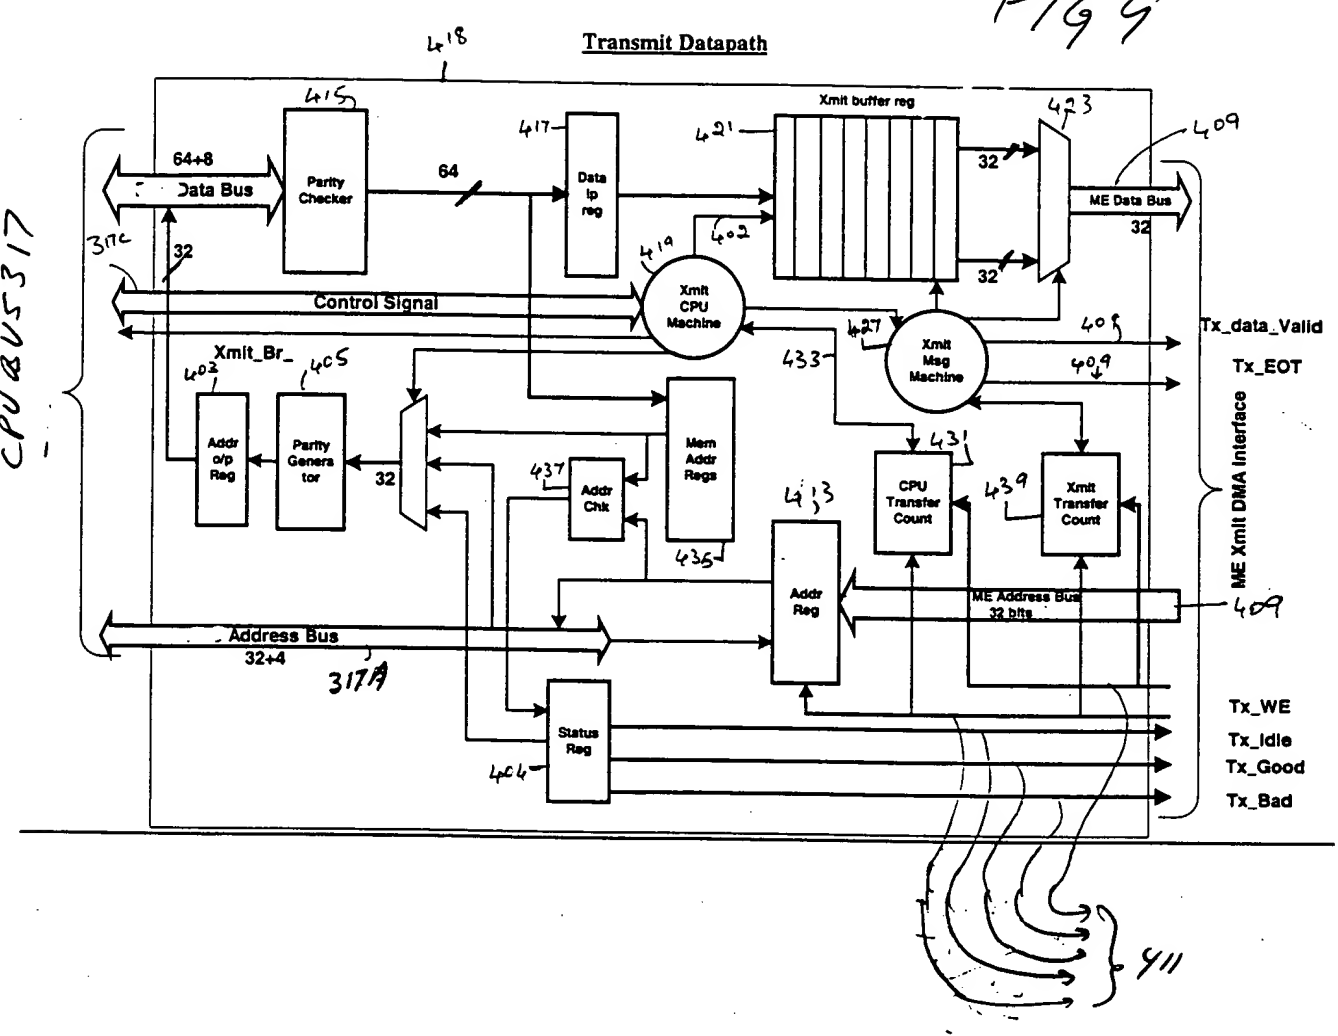 FIG 4
Transmit Datapath
418
415
417
Xmit buffer reg
421
423
409
64+8
Data Bus
Parity
Checker
64
Data
Ip
reg
32
ME Data Bus
32
317C
32
402
419
32
CPU BUS 317
Control Signal
Xmit
CPU
Machine
427
Xmit
Msg
Machine
Tx_data_Valid
Tx_EOT
409
433
Xmit_Br_
403
405
Addr
o/p
Reg
Parity
Genera
tor
32
437
Addr
Chk
Mem
Addr
Regs
435
413
431
CPU
Transfer
Count
439
Xmit
Transfer
Count
ME Xmit DMA Interface
Addr
Reg
ME Address Bus
32 bits
409
Address Bus
32+4
317A
Status
Reg
404
Tx_WE
Tx_Idle
Tx_Good
Tx_Bad
411